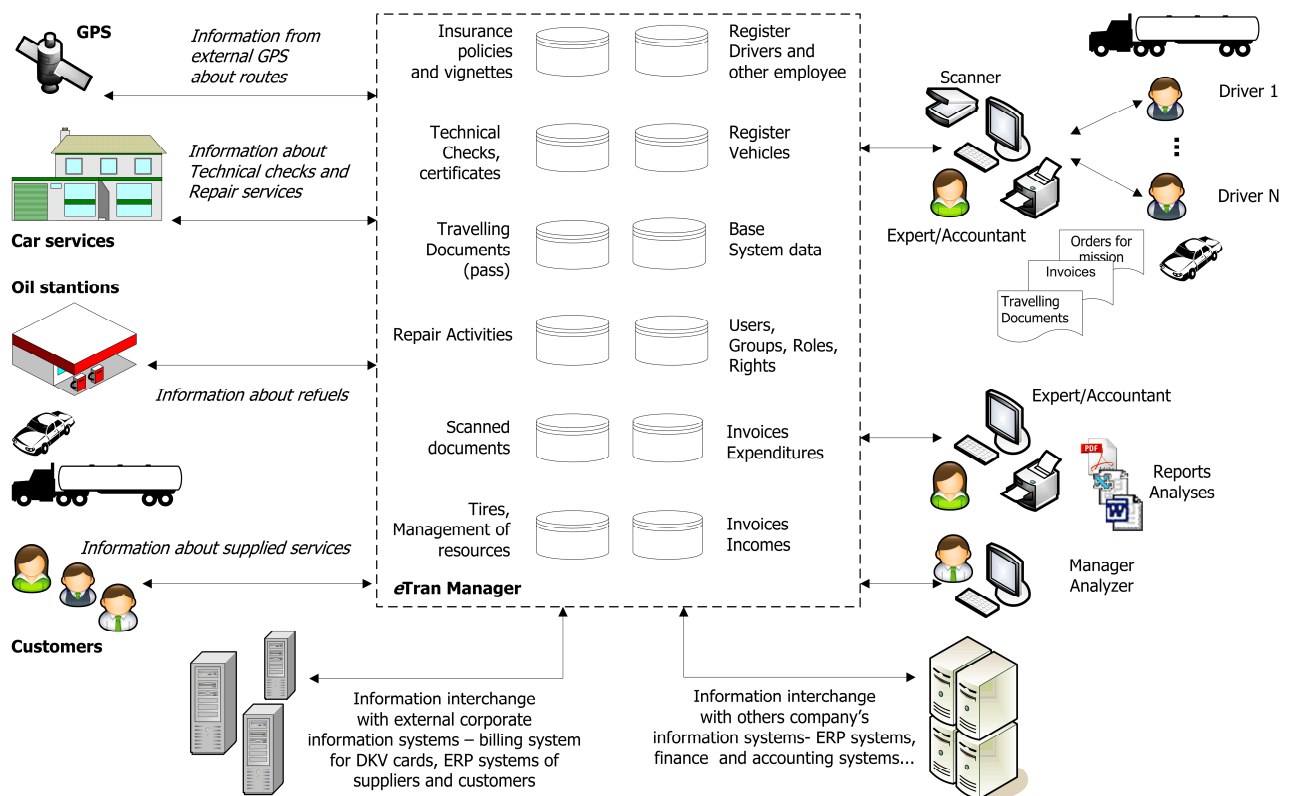 GPS
Information from
external GPS
about routes
Information about
Technical checks and
Repair services
Car services
Oil stantions
Information about refuels
Information about supplied services
Customers
Insurance
policies
and vignettes
Register
Drivers and
other employee
Technical
Checks,
certificates
Register
Vehicles
Travelling
Documents
(pass)
Base
System data
Repair Activities
Users,
Groups, Roles,
Rights
Scanned
documents
Invoices
Expenditures
Tires,
Management of
resources
Invoices
Incomes
eTran Manager
Scanner
Driver 1
Driver N
Expert/Accountant
Orders for
mission
Invoices
Travelling
Documents
Expert/Accountant
PDF
Reports
Analyses
W
Manager
Analyzer
Information interchange
with external corporate
information systems – billing system
for DKV cards, ERP systems of
suppliers and customers
Information interchange
with others company's
information systems- ERP systems,
finance and accounting systems...